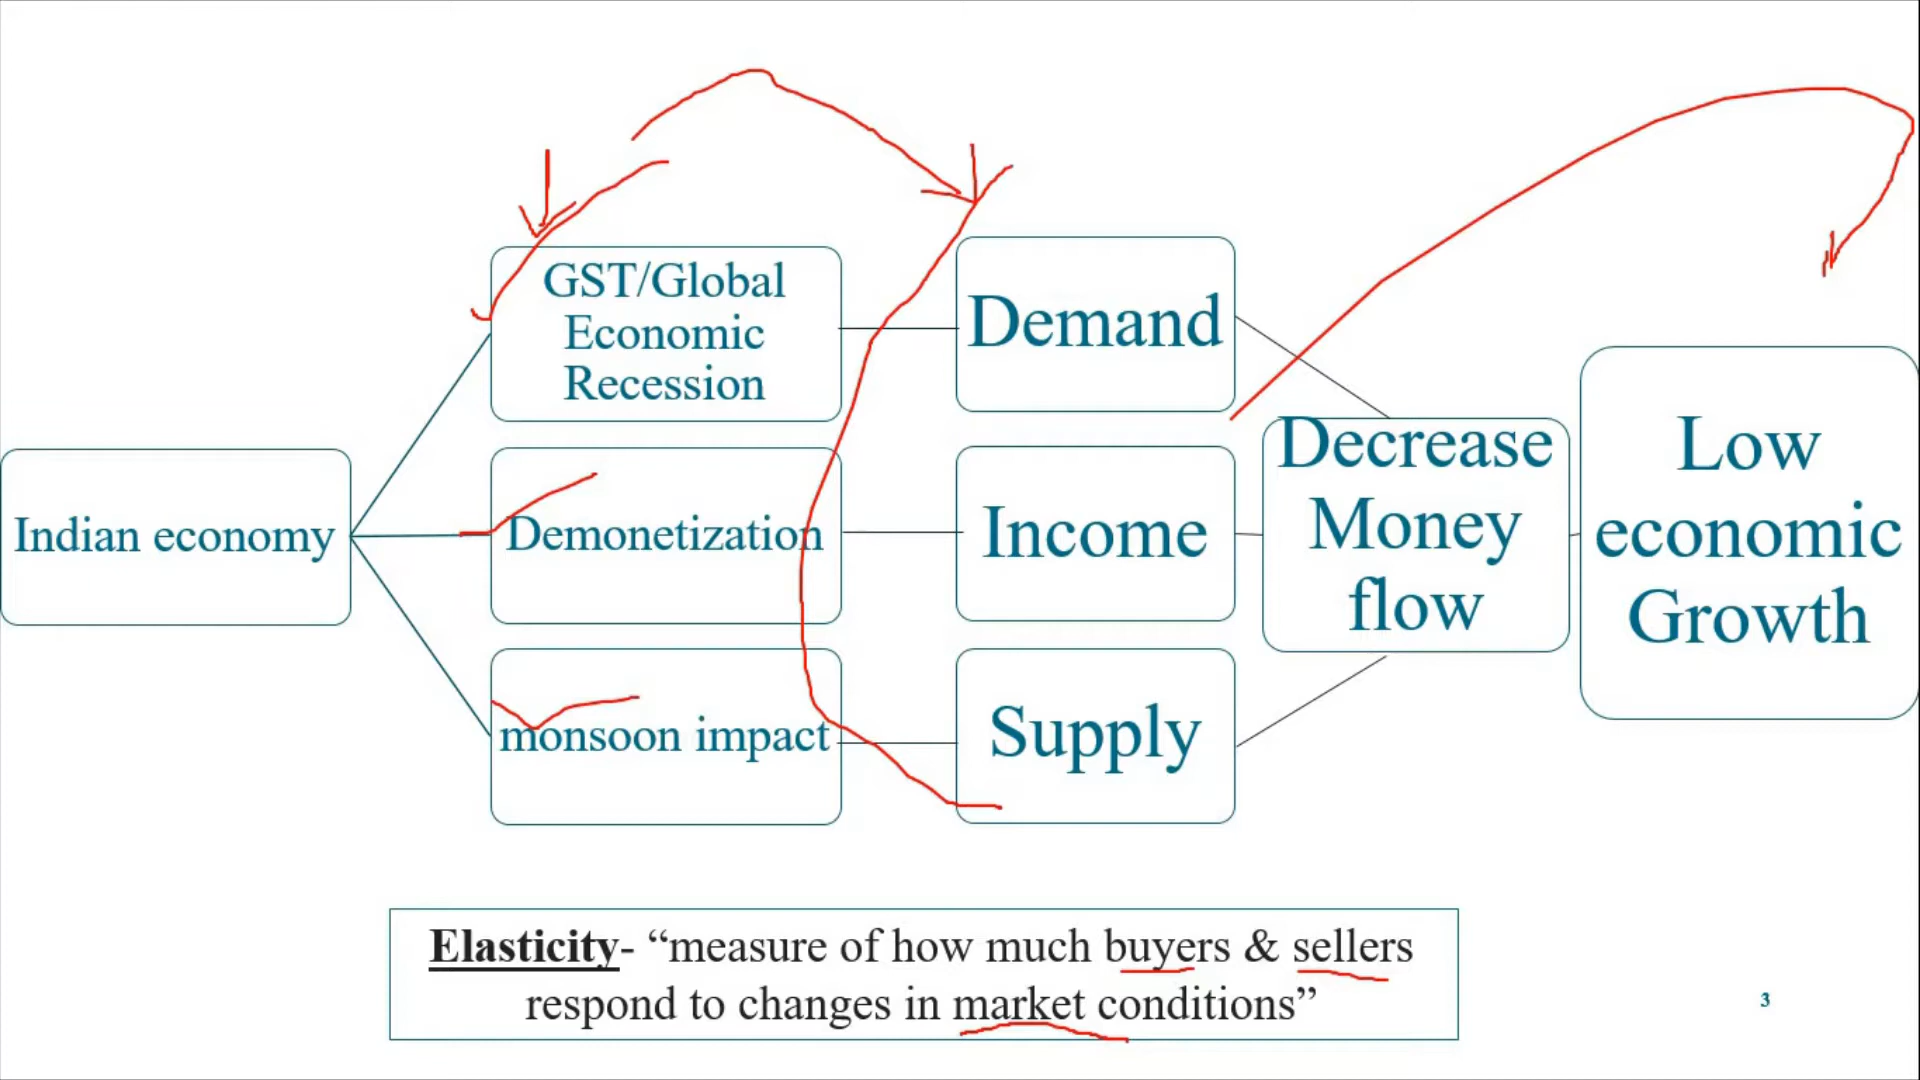 Indian economy
GST/Global
Economic
Recession
Demonetization
monsoon impact
Demand
Income
Supply
Decrease
Money
flow
Low
economic
Growth
Elasticity- “measure of how much buyers & sellers
respond to changes in market conditions”
3